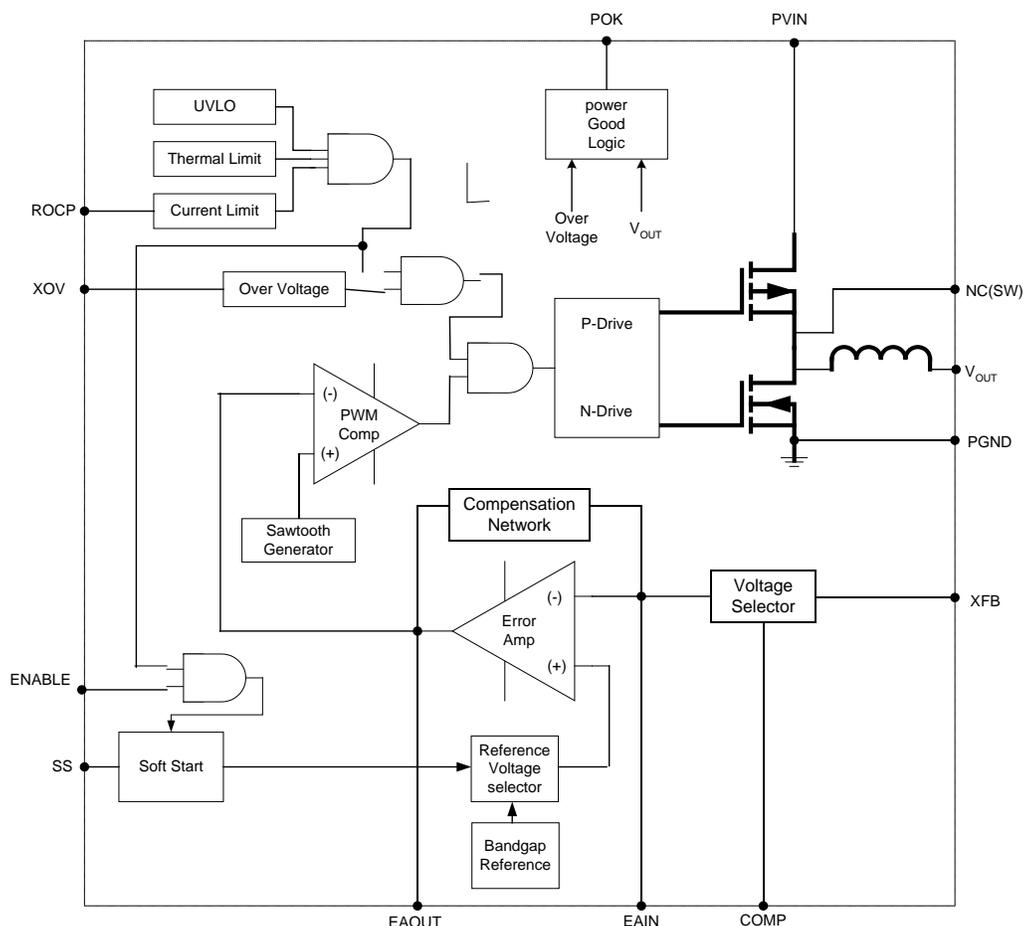 POK
PVIN
UVLO
power
Good
Logic
Thermal Limit
ROCP
Current Limit
Over
Voltage
VOUT
XOV
Over Voltage
NC(SW)
P-Drive
VOUT
(-)
PWM
Comp
N-Drive
PGND
(+)
Compensation
Network
Sawtooth
Generator
Voltage
Selector
(-)
XFB
Error
Amp
(+)
ENABLE
SS
Soft Start
Reference
Voltage
selector
Bandgap
Reference
EAOUT
EAIN
COMP